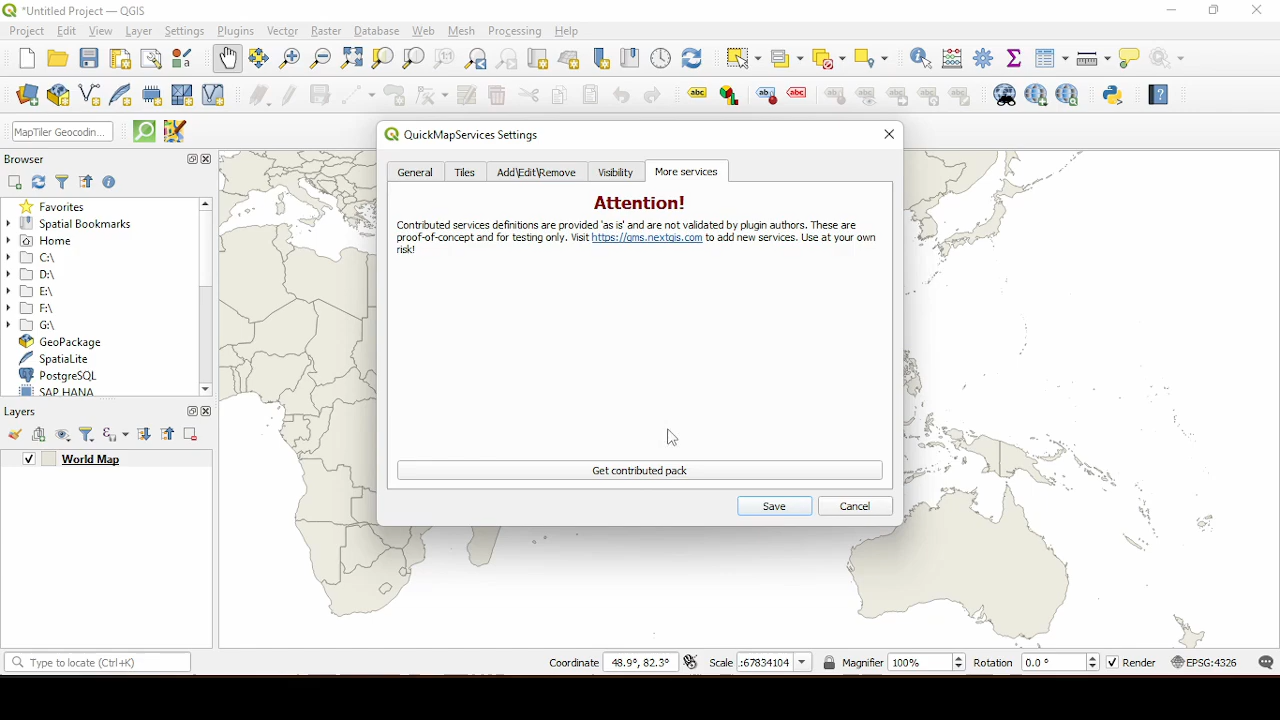 *Untitled Project — QGIS
Project Edit View Layer Settings Plugins Vector Raster Database Web Mesh Processing Help
MapTiler Geocodin...
Browser
Favorites
Spatial Bookmarks
Home
C:\
D:\
E:\
F:\
G:\
GeoPackage
SpatiaLite
PostgreSQL
SAP HANA
Layers
World Map
QuickMapServices Settings
General Tiles Add\Edit\Remove Visibility More services
Attention!
Contributed services definitions are provided 'as is' and are not validated by plugin authors. These are
proof-of-concept and for testing only. Visit https://qms.nextgis.com to add new services. Use at your own
risk!
Get contributed pack
Save Cancel
Type to locate (Ctrl+K) Coordinate 48.9°, 82.3° Scale :67834104 Magnifier 100% Rotation 0.0 ° Render EPSG:4326